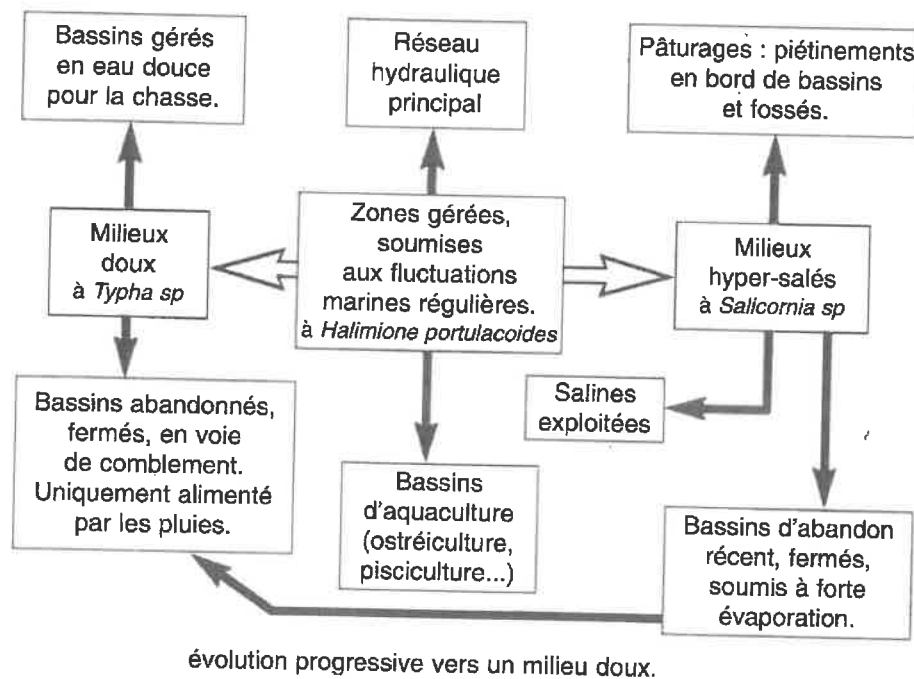 Bassins gérés
en eau douce
pour la chasse.
Réseau
hydraulique
principal
Pâturages : piétinements
en bord de bassins
et fossés.
Milieux
doux
à Typha sp
Zones gérées,
soumises
aux fluctuations
marines régulières.
à Halimione portulacoides
Milieux
hyper-salés
à Salicornia sp
Bassins abandonnés,
fermés, en voie
de comblement.
Uniquement alimenté
par les pluies.
Bassins
d'aquaculture
(ostréiculture,
pisciculture...)
Salines
exploitées
Bassins d'abandon
récent, fermés,
soumis à forte
évaporation.
évolution progressive vers un milieu doux.